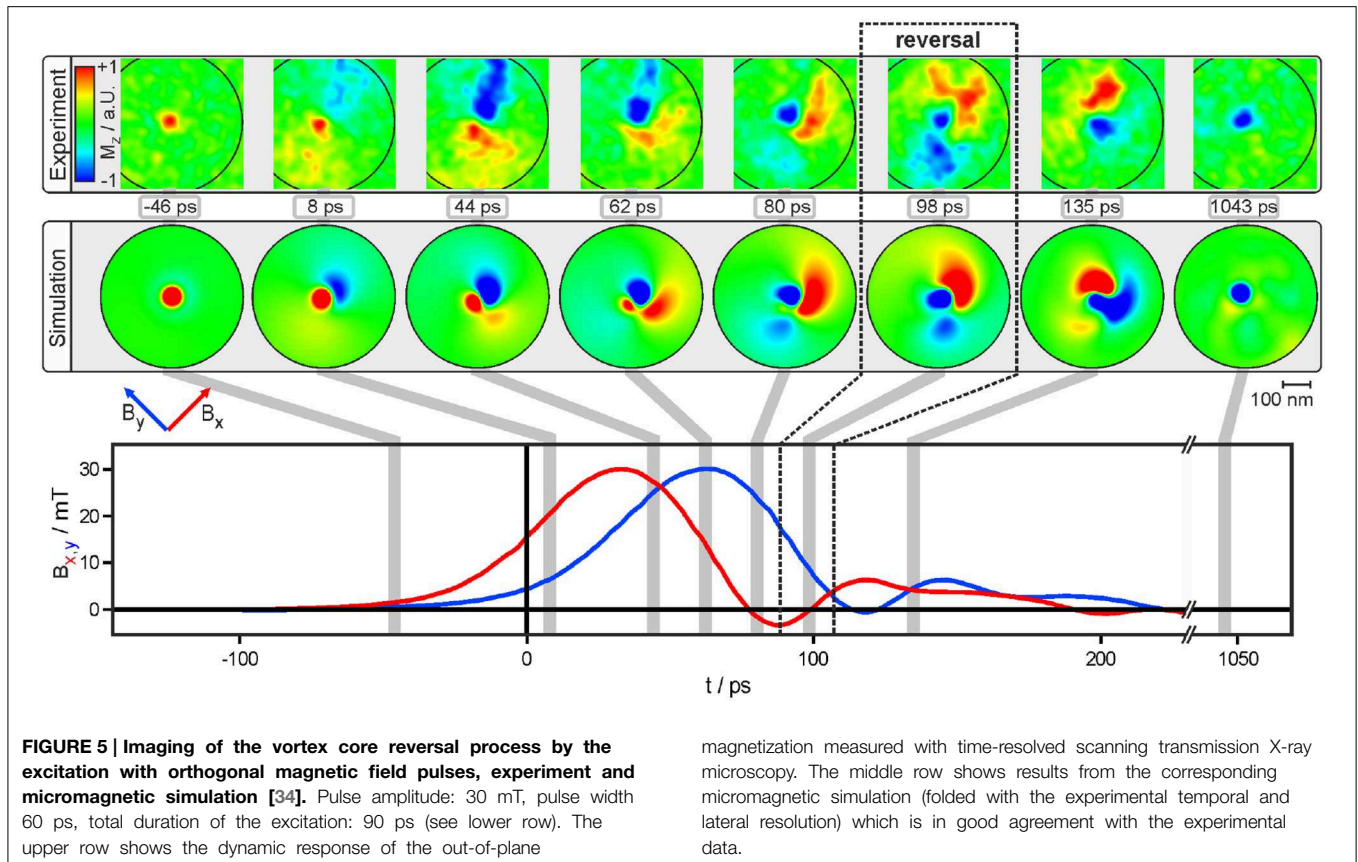 reversal
Experiment
+1
M_z / a.U.
-1
-46 ps
8 ps
44 ps
62 ps
80 ps
98 ps
135 ps
1043 ps
Simulation
B_y
B_x
100 nm
B_x,y / mT
30
20
10
0
-100
0
100
200
1050
t / ps
FIGURE 5 | Imaging of the vortex core reversal process by the
excitation with orthogonal magnetic field pulses, experiment and
micromagnetic simulation [34]. Pulse amplitude: 30 mT, pulse width
60 ps, total duration of the excitation: 90 ps (see lower row). The
upper row shows the dynamic response of the out-of-plane
magnetization measured with time-resolved scanning transmission X-ray
microscopy. The middle row shows results from the corresponding
micromagnetic simulation (folded with the experimental temporal and
lateral resolution) which is in good agreement with the experimental
data.